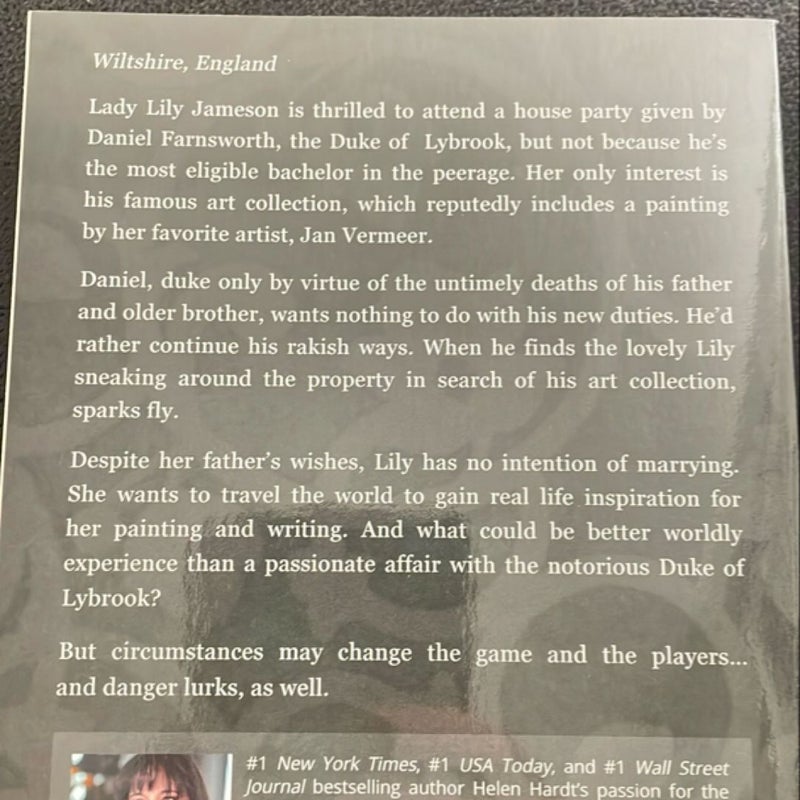 Wiltshire, England
Lady Lily Jameson is thrilled to attend a house party given by
Daniel Farnsworth, the Duke of Lybrook, but not because he's
the most eligible bachelor in the peerage. Her only interest is
his famous art collection, which reputedly includes a painting
by her favorite artist, Jan Vermeer.
Daniel, duke only by virtue of the untimely deaths of his father
and older brother, wants nothing to do with his new duties. He'd
rather continue his rakish ways. When he finds the lovely Lily
sneaking around the property in search of his art collection,
sparks fly.
Despite her father's wishes, Lily has no intention of marrying.
She wants to travel the world to gain real life inspiration for
her painting and writing. And what could be better worldly
experience than a passionate affair with the notorious Duke of
Lybrook?
But circumstances may change the game and the players...
and danger lurks, as well.
#1 New York Times, #1 USA Today, and #1 Wall Street
Journal bestselling author Helen Hardt's passion for the